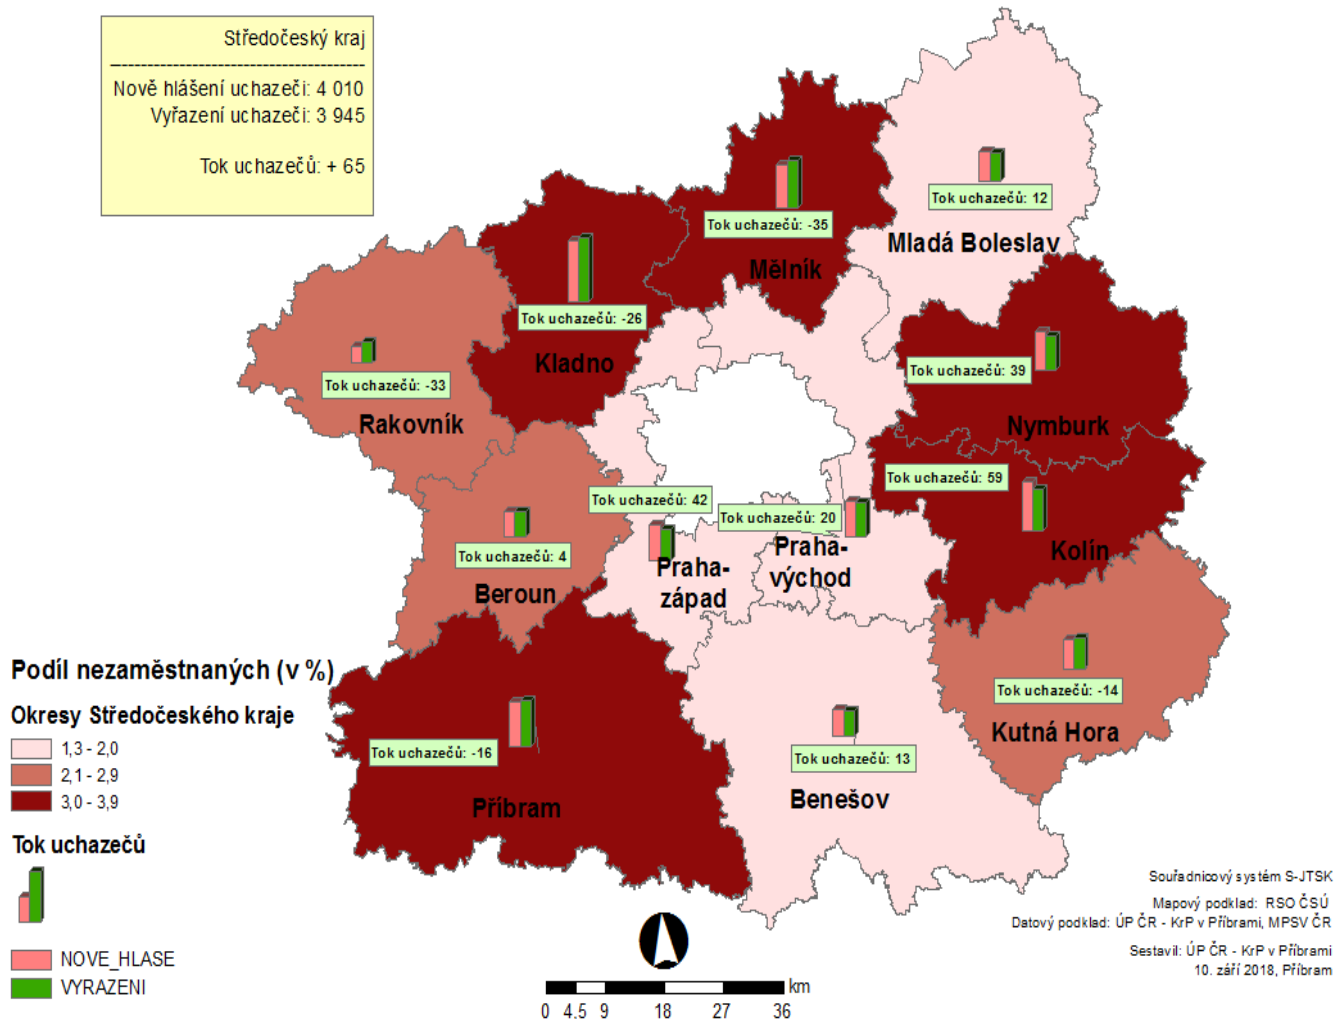 Středočeský kraj
Nově hlášení uchazeči: 4 010
Vyřazení uchazeči: 3 945
Tok uchazečů: + 65
Tok uchazečů: 12
Mladá Boleslav
Tok uchazečů: -35
Mělník
Tok uchazečů: -26
Kladno
Tok uchazečů: -33
Rakovník
Tok uchazečů: 39
Nymburk
Tok uchazečů: 59
Kolín
Tok uchazečů: 42
Praha-
západ
Tok uchazečů: 20
Praha-
východ
Tok uchazečů: 4
Beroun
Tok uchazečů: -14
Kutná Hora
Tok uchazečů: -16
Příbram
Tok uchazečů: 13
Benešov
Podíl nezaměstnaných (v %)
Okresy Středočeského kraje
1,3 - 2,0
2,1 - 2,9
3,0 - 3,9
Tok uchazečů
NOVE_HLASE
VYRAZENI
km
0 4.5 9 18 27 36
Souřadnicový systém S-JTSK
Mapový podklad: RSO ČSÚ
Datový podklad: ÚP ČR - KrP v Příbrami, MPSV ČR
Sestavil: ÚP ČR - KrP v Příbrami
10. září 2018, Příbram